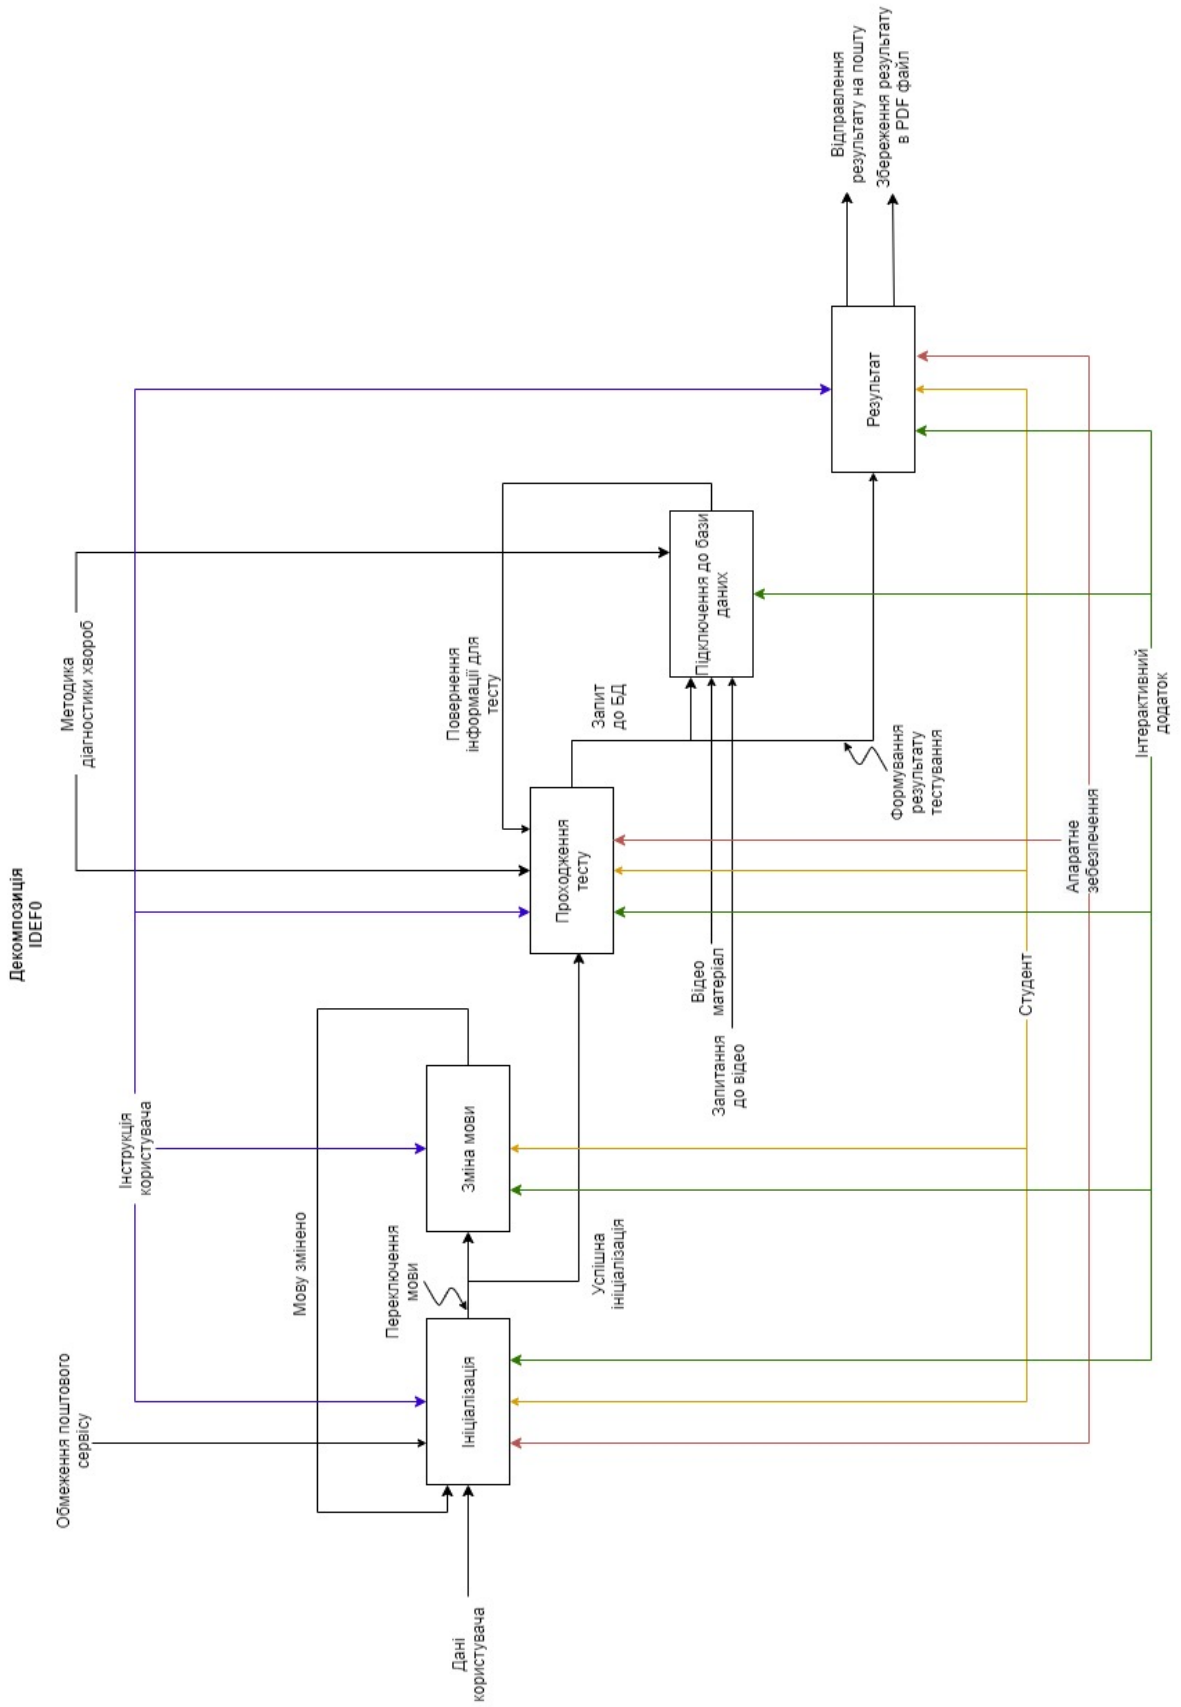 Декомпозиція
IDEF0
Обмеження поштового
сервісу
Інструкція
користувача
Методика
діагностики хвороб
Мову змінено
Повернення
інформації для
тесту
Переключення
мови
Запит
до БД
Дані
користувача
Ініціалізація
Зміна мови
Проходження
тесту
Підключення до бази
даних
Результат
Відправлення
результату на пошту
Збереження результату
в PDF файл
Успішна
ініціалізація
Відео
матеріал
Запитання
до відео
Формування
результату
тестування
Студент
Апаратне
зебезпечення
Інтерактивний
додаток